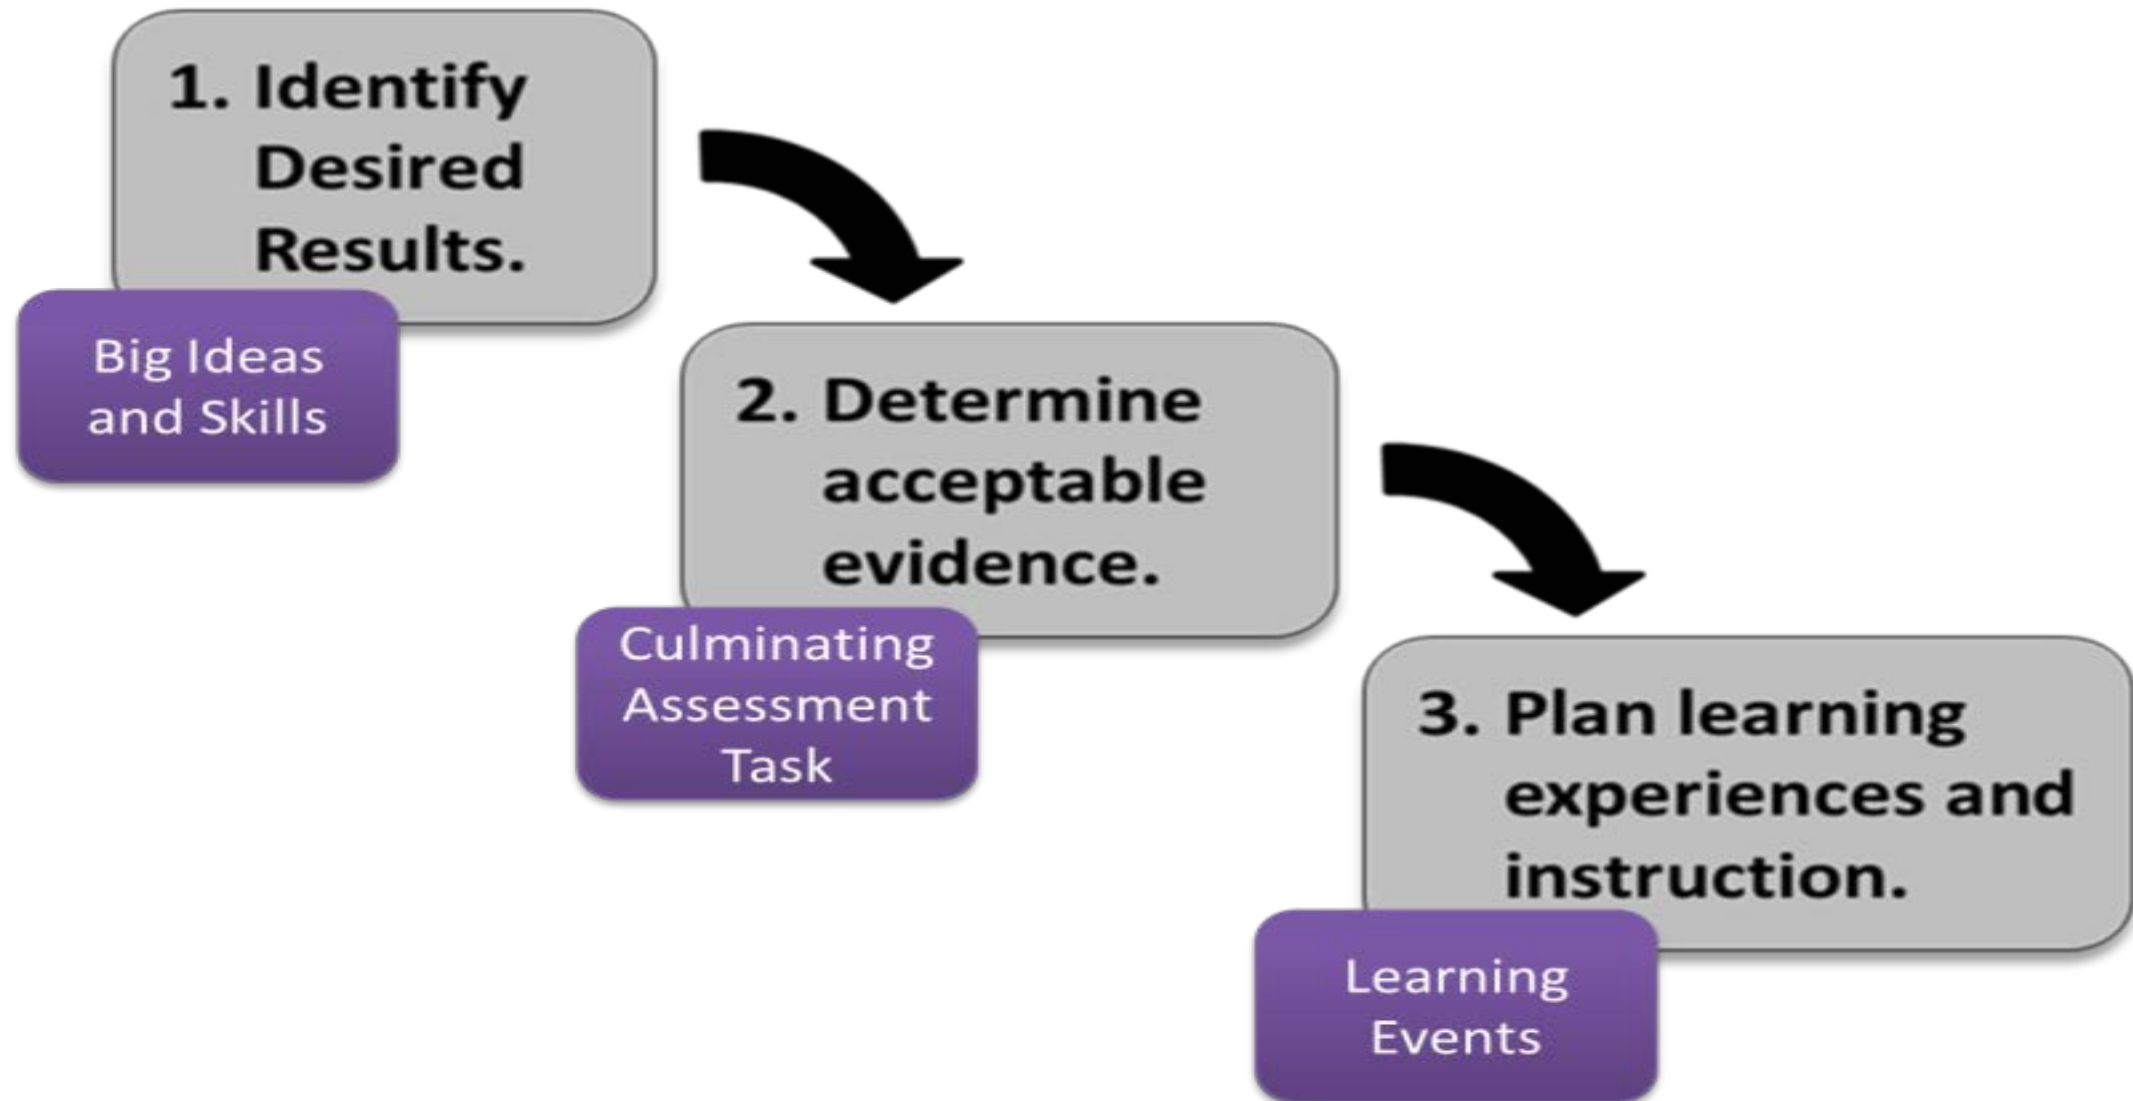 1. Identify
Desired
Results.
Big Ideas
and Skills
2. Determine
acceptable
evidence.
Culminating
Assessment
Task
3. Plan learning
experiences and
instruction.
Learning
Events